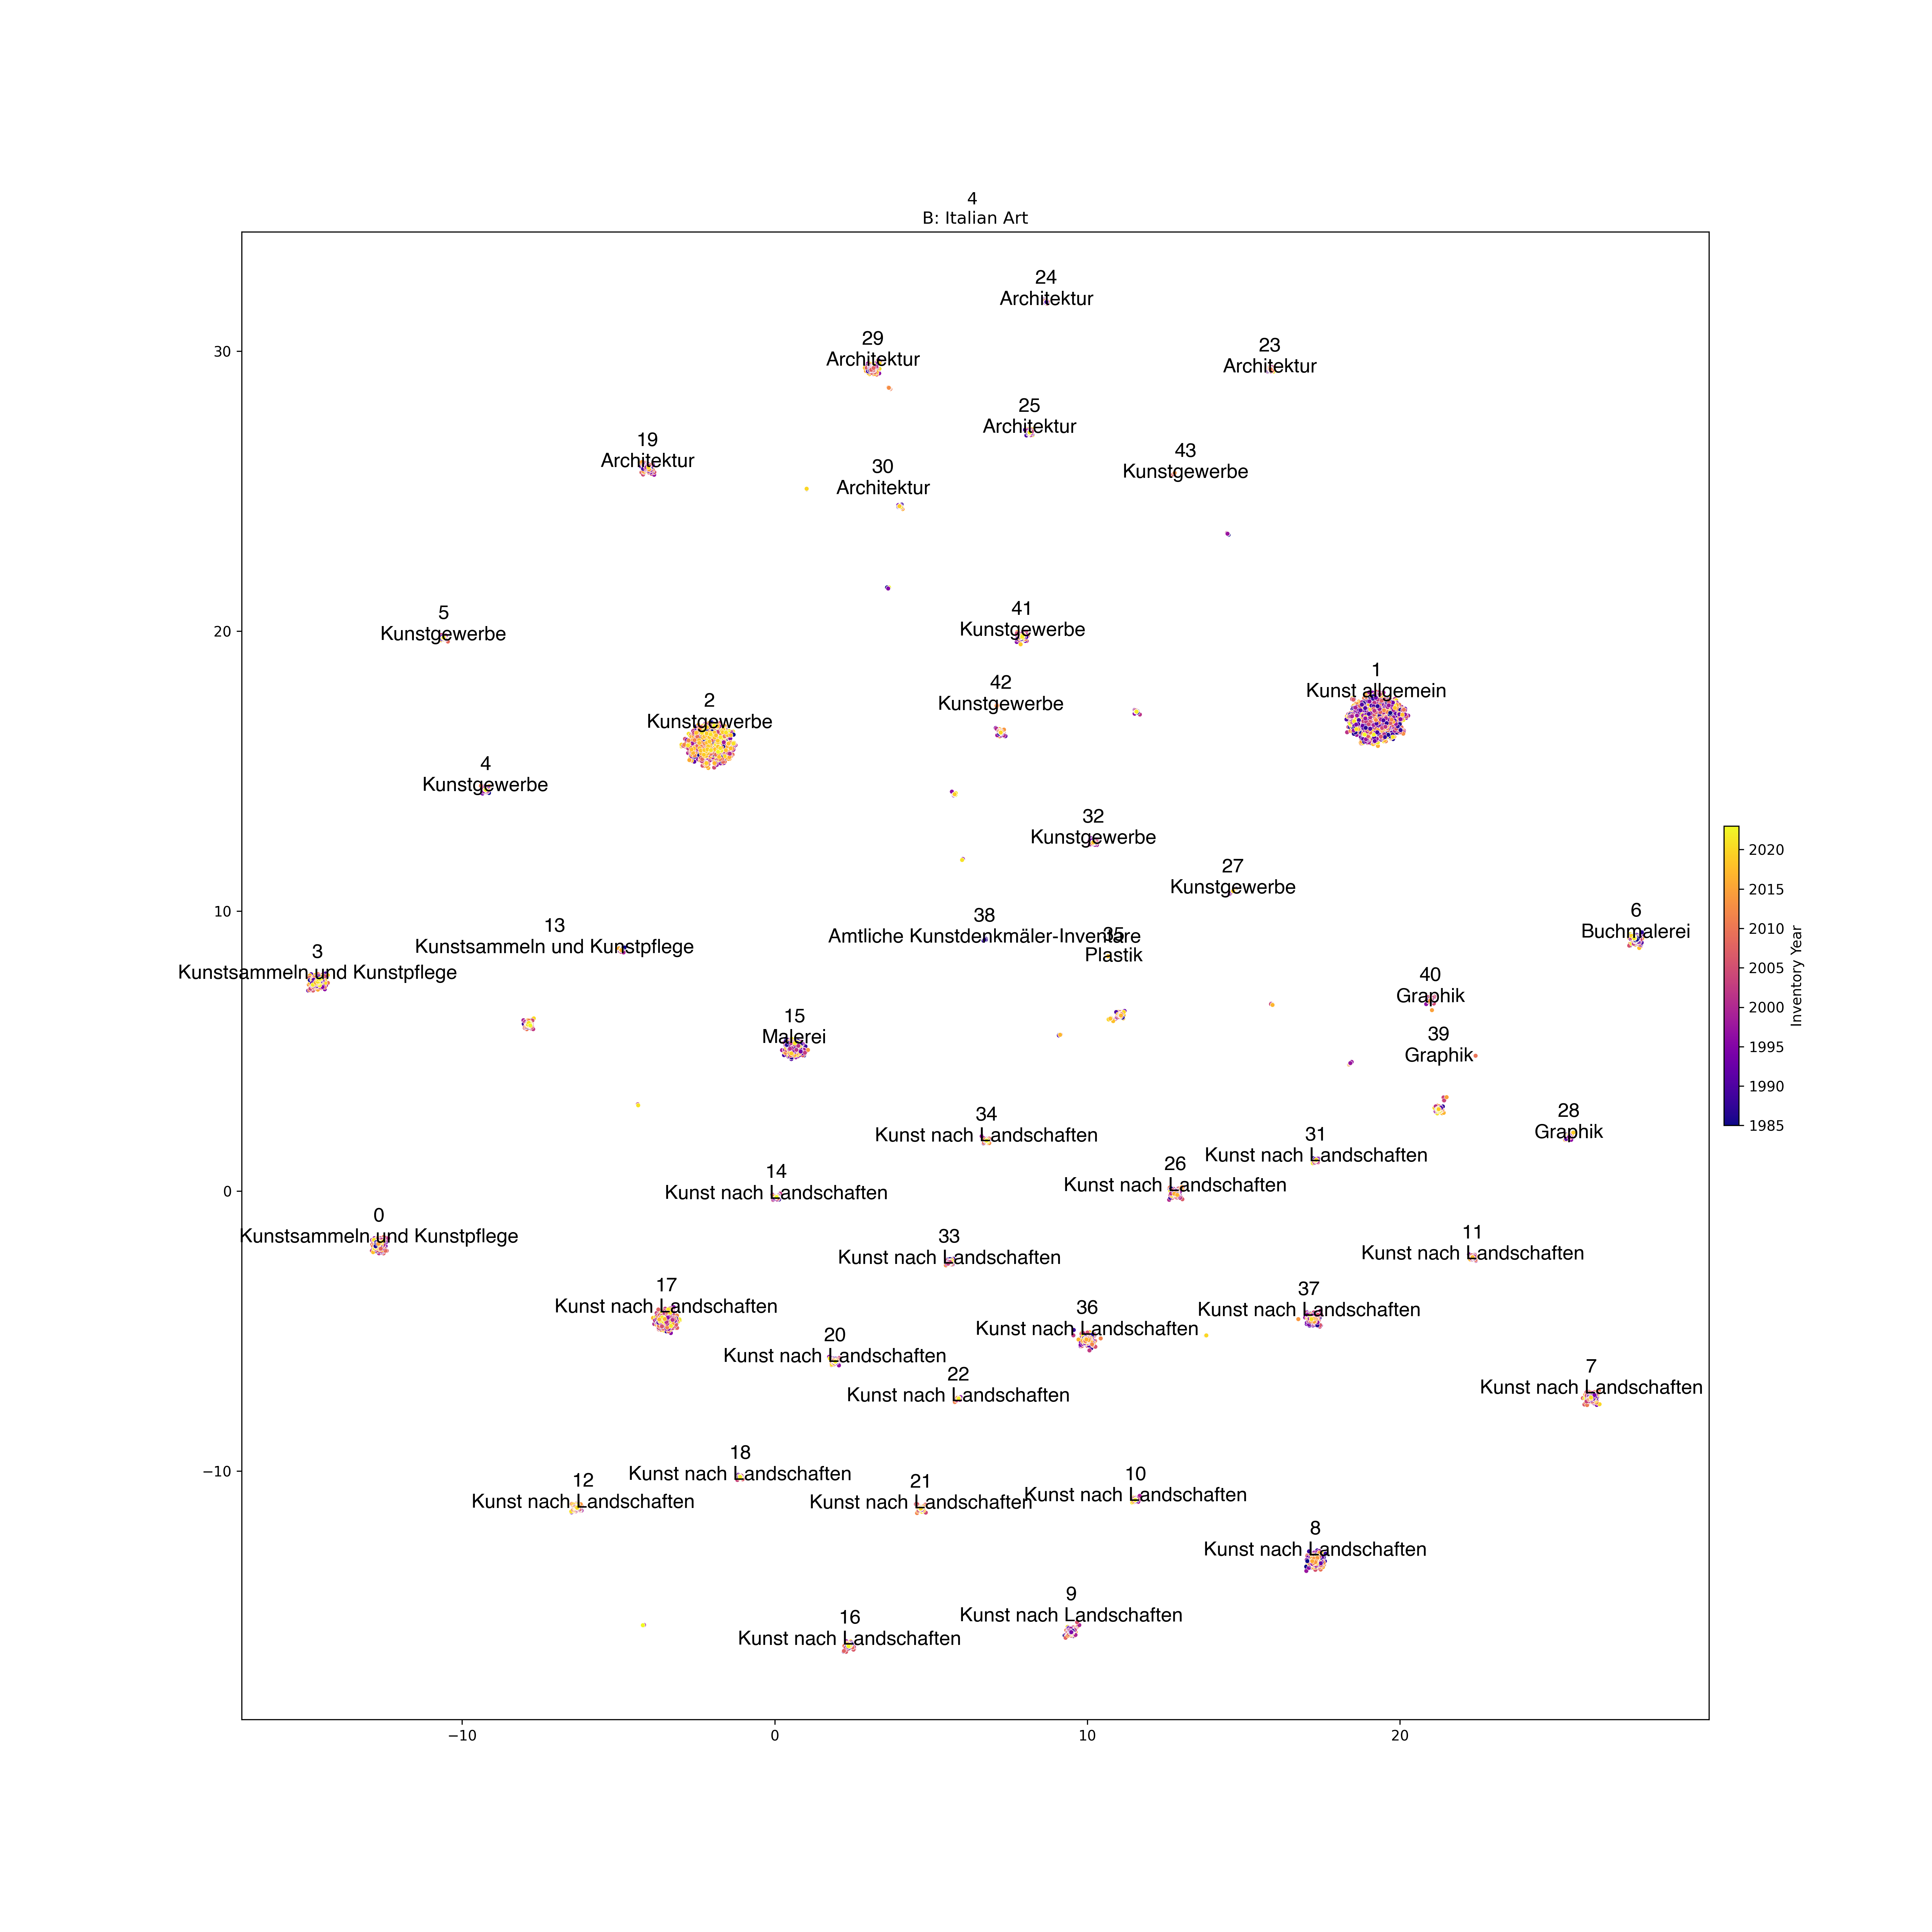 4
B: Italian Art
24
Architektur
29
Architektur
23
Architektur
25
Architektur
19
Architektur
43
Kunstgewerbe
30
Architektur
5
Kunstgewerbe
41
Kunstgewerbe
1
Kunst allgemein
42
Kunstgewerbe
2
Kunstgewerbe
4
Kunstgewerbe
32
Kunstgewerbe
27
Kunstgewerbe
38
Amtliche Kunstdenkmäler-Inventare
35
Plastik
6
Buchmalerei
13
Kunstsammeln und Kunstpflege
3
Kunstsammeln und Kunstpflege
40
Graphik
15
Malerei
39
Graphik
34
Kunst nach Landschaften
28
Graphik
31
Kunst nach Landschaften
26
Kunst nach Landschaften
14
Kunst nach Landschaften
0
Kunstsammeln und Kunstpflege
33
Kunst nach Landschaften
11
Kunst nach Landschaften
17
Kunst nach Landschaften
37
Kunst nach Landschaften
36
Kunst nach Landschaften
20
Kunst nach Landschaften
22
Kunst nach Landschaften
7
Kunst nach Landschaften
18
Kunst nach Landschaften
12
Kunst nach Landschaften
21
Kunst nach Landschaften
10
Kunst nach Landschaften
8
Kunst nach Landschaften
9
Kunst nach Landschaften
16
Kunst nach Landschaften
30
20
10
0
−10
−10
0
10
20
2020
2015
2010
2005
2000
1995
1990
1985
Inventory Year